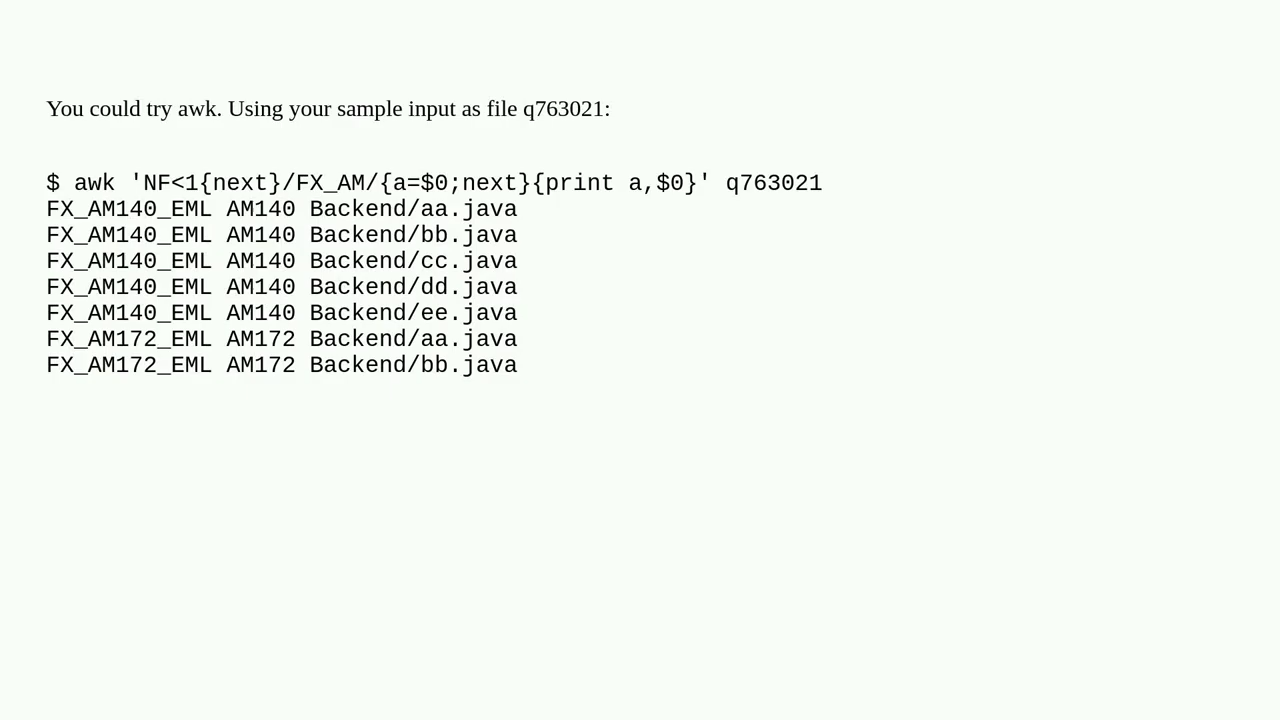 You could try awk. Using your sample input as file q763021:
$ awk 'NF<1{next}/FX_AM/{a=$0;next}{print a,$0}' q763021
FX_AM140_EML AM140 Backend/aa.java
FX_AM140_EML AM140 Backend/bb.java
FX_AM140_EML AM140 Backend/cc.java
FX_AM140_EML AM140 Backend/dd.java
FX_AM140_EML AM140 Backend/ee.java
FX_AM172_EML AM172 Backend/aa.java
FX_AM172_EML AM172 Backend/bb.java